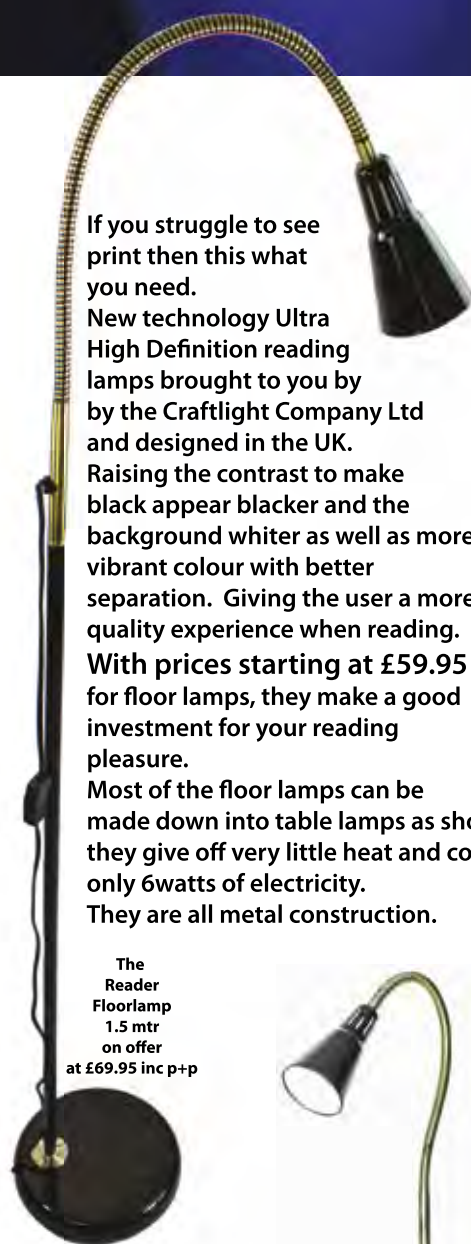 If you struggle to see
print then this what
you need.
New technology Ultra
High Definition reading
lamps brought to you by
by the Craftlight Company Ltd
and designed in the UK.
Raising the contrast to make
black appear blacker and the
background whiter as well as more
vibrant colour with better
separation.  Giving the user a more
quality experience when reading.
With prices starting at £59.95
for floor lamps, they make a good
investment for your reading
pleasure.
Most of the floor lamps can be
made down into table lamps as
they give off very little heat and
only 6watts of electricity.
They are all metal construction.
The
Reader
Floorlamp
1.5 mtr
on offer
at £69.95 inc p+p